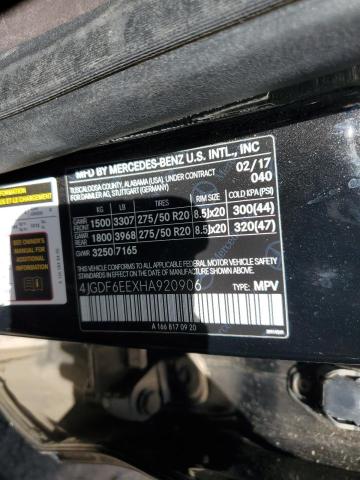 MFD BY MERCEDES-BENZ U.S. INTL., INC
TUSCALOOSA COUNTY, ALABAMA (USA), UNDER CONTRACT
FOR DAIMLER AG, STUTTGART (GERMANY)
02/17
040
KG LB TIRES RIM SIZE COLD KPA(PSI)
GAWR FRONT 1500 3307 275/50 R20 8.5Jx20 300(44)
GAWR REAR 1800 3968 275/50 R20 8.5Jx20 320(47)
GWR 3250 7165
THIS VEHICLE CONFORMS TO ALL APPLICABLE U.S. FEDERAL MOTOR VEHICLE
SAFETY STANDARDS IN EFFECT ON THE DATE OF MANUFACTURE SHOWN ABOVE.
4JGDF6EEXHA920906
TYPE: MPV
A 166 817 09 20
SEE OWNER'S
MANUAL FOR
ADDITIONAL
INFORMATION